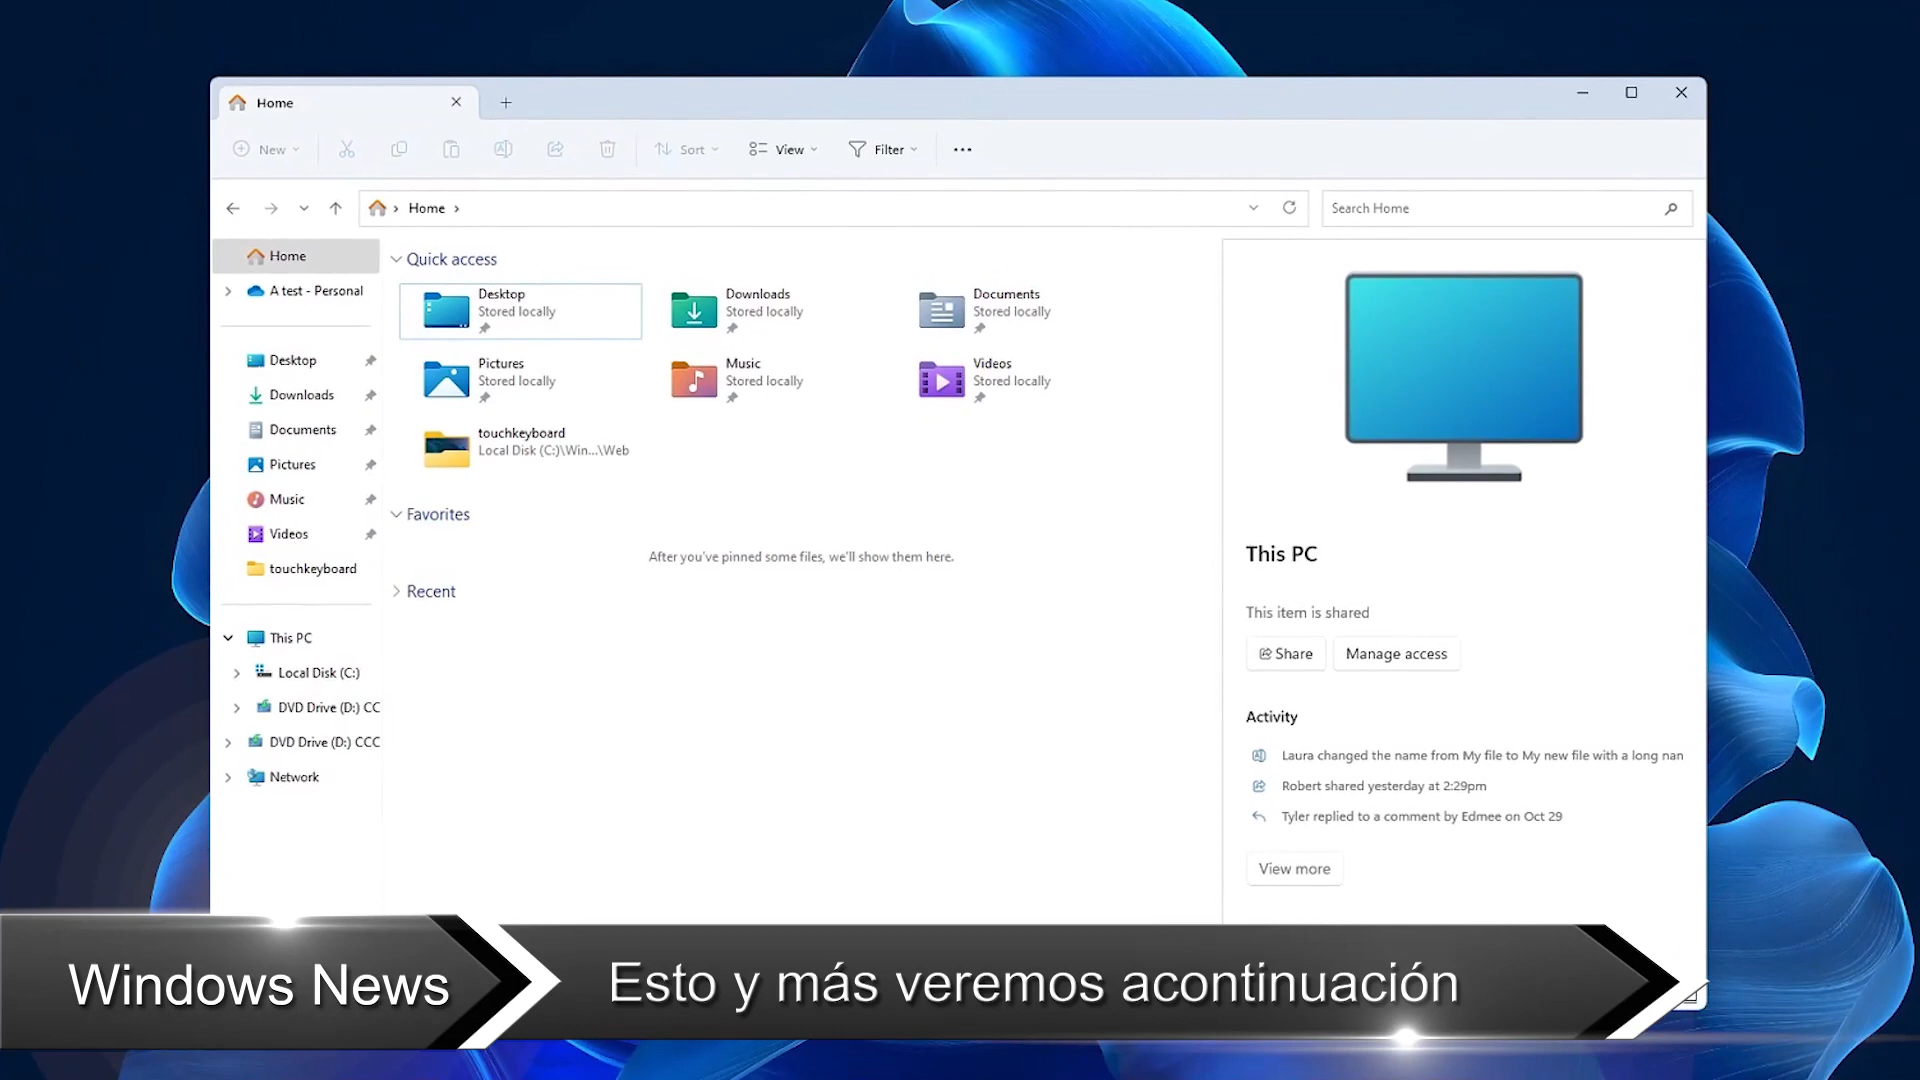 Home
New
Sort
View
Filter
Home
Search Home
Home
A test - Personal
Desktop
Downloads
Documents
Pictures
Music
Videos
touchkeyboard
This PC
Local Disk (C:)
DVD Drive (D:) CC
DVD Drive (D:) CCC
Network
Quick access
Desktop
Stored locally
Downloads
Stored locally
Documents
Stored locally
Pictures
Stored locally
Music
Stored locally
Videos
Stored locally
touchkeyboard
Local Disk (C:)\Win...\Web
Favorites
After you've pinned some files, we'll show them here.
Recent
This PC
This item is shared
Share
Manage access
Activity
Laura changed the name from My file to My new file with a long nan
Robert shared yesterday at 2:29pm
Tyler replied to a comment by Edmee on Oct 29
View more
Windows News
Esto y más veremos acontinuación